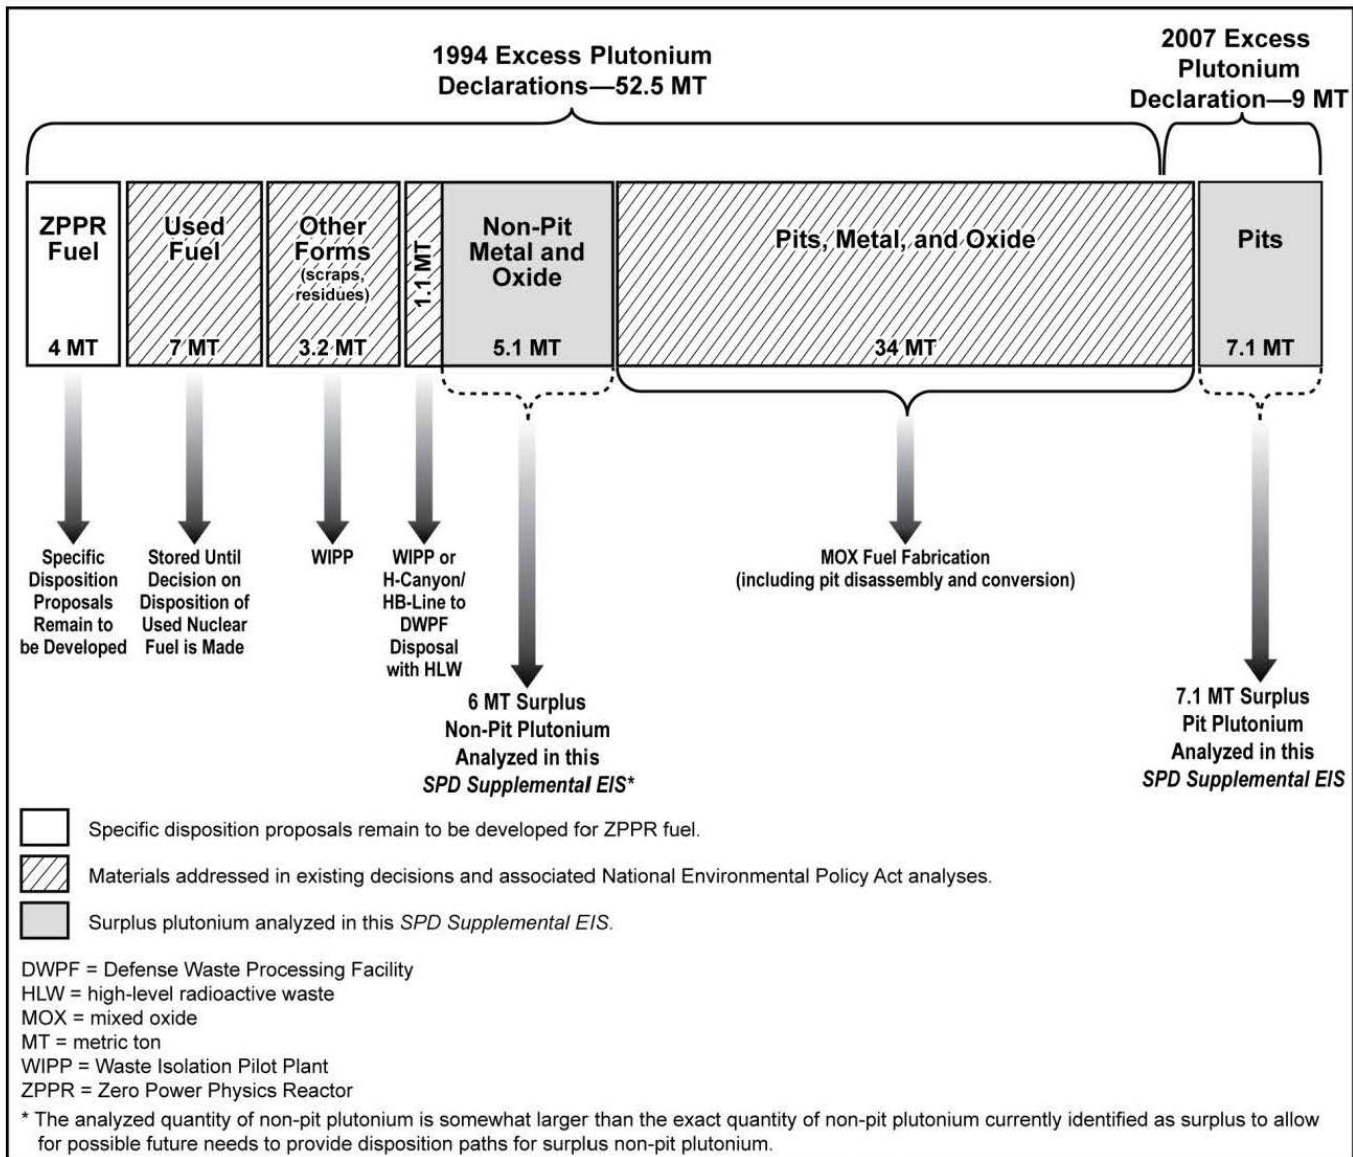 1994 Excess Plutonium
Declarations—52.5 MT
2007 Excess
Plutonium
Declaration—9 MT
ZPPR
Fuel
4 MT
Used
Fuel
7 MT
Other
Forms
(scraps,
residues)
3.2 MT
1.1 MT
Non-Pit
Metal and
Oxide
5.1 MT
Pits, Metal, and Oxide
34 MT
Pits
7.1 MT
Specific
Disposition
Proposals
Remain to
be Developed
Stored Until
Decision on
Disposition of
Used Nuclear
Fuel is Made
WIPP
WIPP or
H-Canyon/
HB-Line to
DWPF
Disposal
with HLW
6 MT Surplus
Non-Pit Plutonium
Analyzed in this
SPD Supplemental EIS*
MOX Fuel Fabrication
(including pit disassembly and conversion)
7.1 MT Surplus
Pit Plutonium
Analyzed in this
SPD Supplemental EIS
Specific disposition proposals remain to be developed for ZPPR fuel.
Materials addressed in existing decisions and associated National Environmental Policy Act analyses.
Surplus plutonium analyzed in this SPD Supplemental EIS.
DWPF = Defense Waste Processing Facility
HLW = high-level radioactive waste
MOX = mixed oxide
MT = metric ton
WIPP = Waste Isolation Pilot Plant
ZPPR = Zero Power Physics Reactor
* The analyzed quantity of non-pit plutonium is somewhat larger than the exact quantity of non-pit plutonium currently identified as surplus to allow
for possible future needs to provide disposition paths for surplus non-pit plutonium.